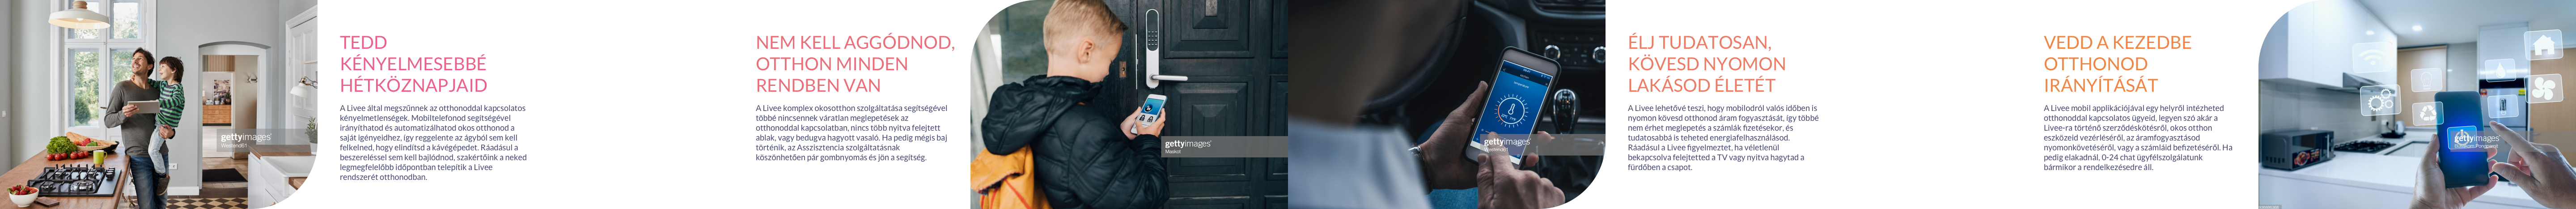 TEDD
KÉNYELMESEBBÉ
HÉTKÖZNAPJAID
A Livee által megszűnnek az otthonoddal kapcsolatos
kényelmetlenségek. Mobiltelefonod segítségével
irányíthatod és automatizálhatod okos otthonod a
saját igényeidhez, így reggelente az ágyból sem kell
felkelned, hogy elindítsd a kávégépedet. Ráadásul a
beszereléssel sem kell bajlódnod, szakértőink a neked
legmegfelelőbb időpontban telepítik a Livee
rendszerét otthonodban.
gettyimages
Westend61
NEM KELL AGGÓDNOD,
OTTHON MINDEN
RENDBEN VAN
A Livee komplex okosotthon szolgáltatása segítségével
többé nincsennek váratlan meglepetések az
otthonoddal kapcsolatban, nincs több nyitva felejtett
ablak, vagy bedugva hagyott vasaló. Ha pedig mégis baj
történik, az Asszisztencia szolgáltatásnak
köszönhetően pár gombnyomás és jön a segítség.
gettyimages
Maskot
gettyimages
Westend61
ÉLJ TUDATOSAN,
KÖVESD NYOMON
LAKÁSOD ÉLETÉT
A Livee lehetővé teszi, hogy mobilodról valós időben is
nyomon kövesd otthonod áram fogyasztását, így többé
nem érhet meglepetés a számlák fizetésekor, és
tudatosabbá is teheted energiafelhasználásod.
Ráadásul a Livee figyelmeztet, ha véletlenül
bekapcsolva felejtetted a TV vagy nyitva hagytad a
fürdőben a csapot.
VEDD A KEZEDBE
OTTHONOD
IRÁNYÍTÁSÁT
A Livee mobil applikációjával egy helyről intézheted
otthonoddal kapcsolatos ügyeid, legyen szó akár a
Livee-ra történő szerződéskötésről, okos otthon
eszközeid vezérléséről, az áramfogyasztásod
nyomonkövetéséről, vagy a számláid befizetéséről. Ha
pedig elakadnál, 0-24 chat ügyfélszolgálatunk
bármikor a rendelkezésedre áll.
gettyimages